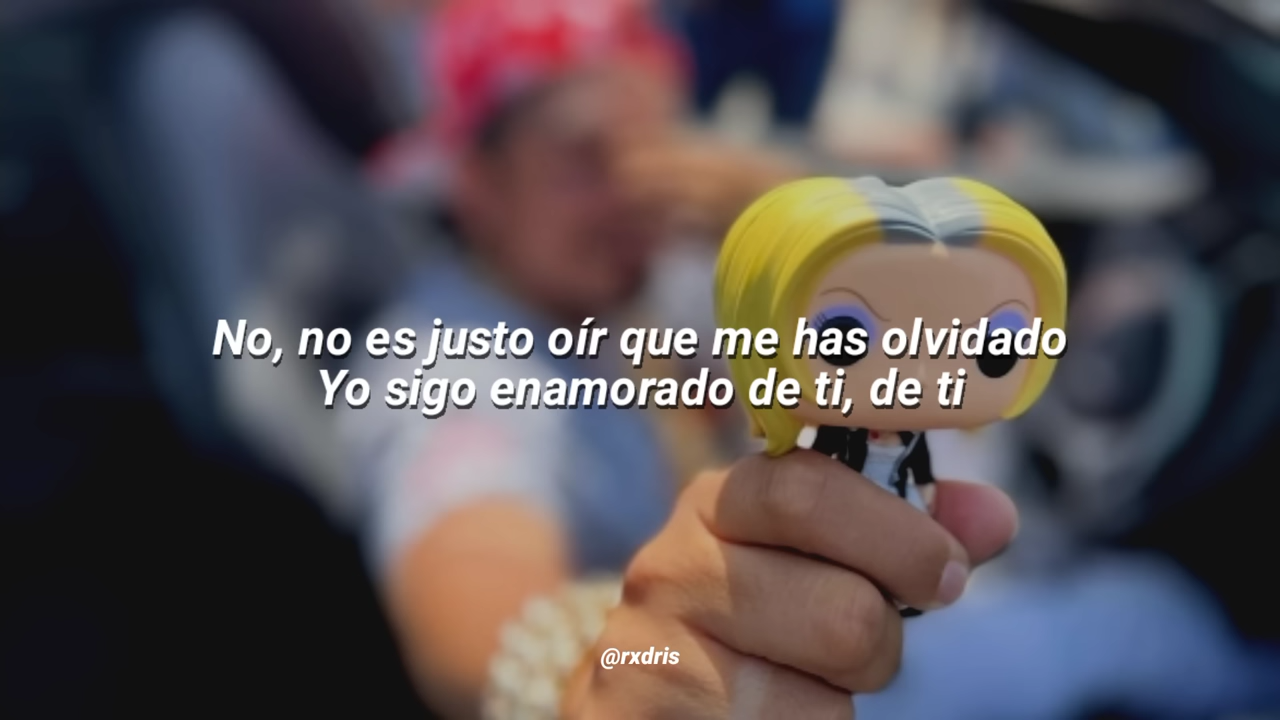 No, no es justo oír que me has olvidado
Yo sigo enamorado de ti, de ti
@rxdris